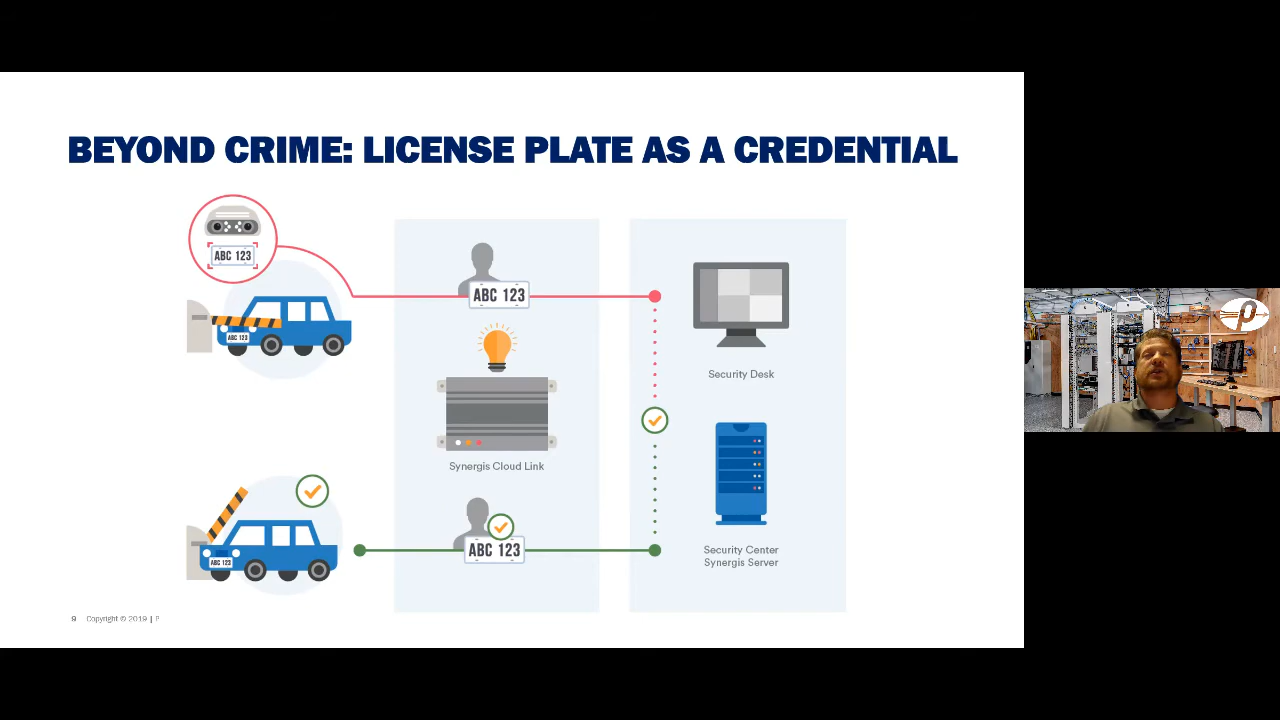 BEYOND CRIME: LICENSE PLATE AS A CREDENTIAL
ABC 123
ABC 123
ABC 123
Security Desk
Synergis Cloud Link
ABC 123
ABC 123
Security Center
Synergis Server
9 Copyright © 2019 | P
p